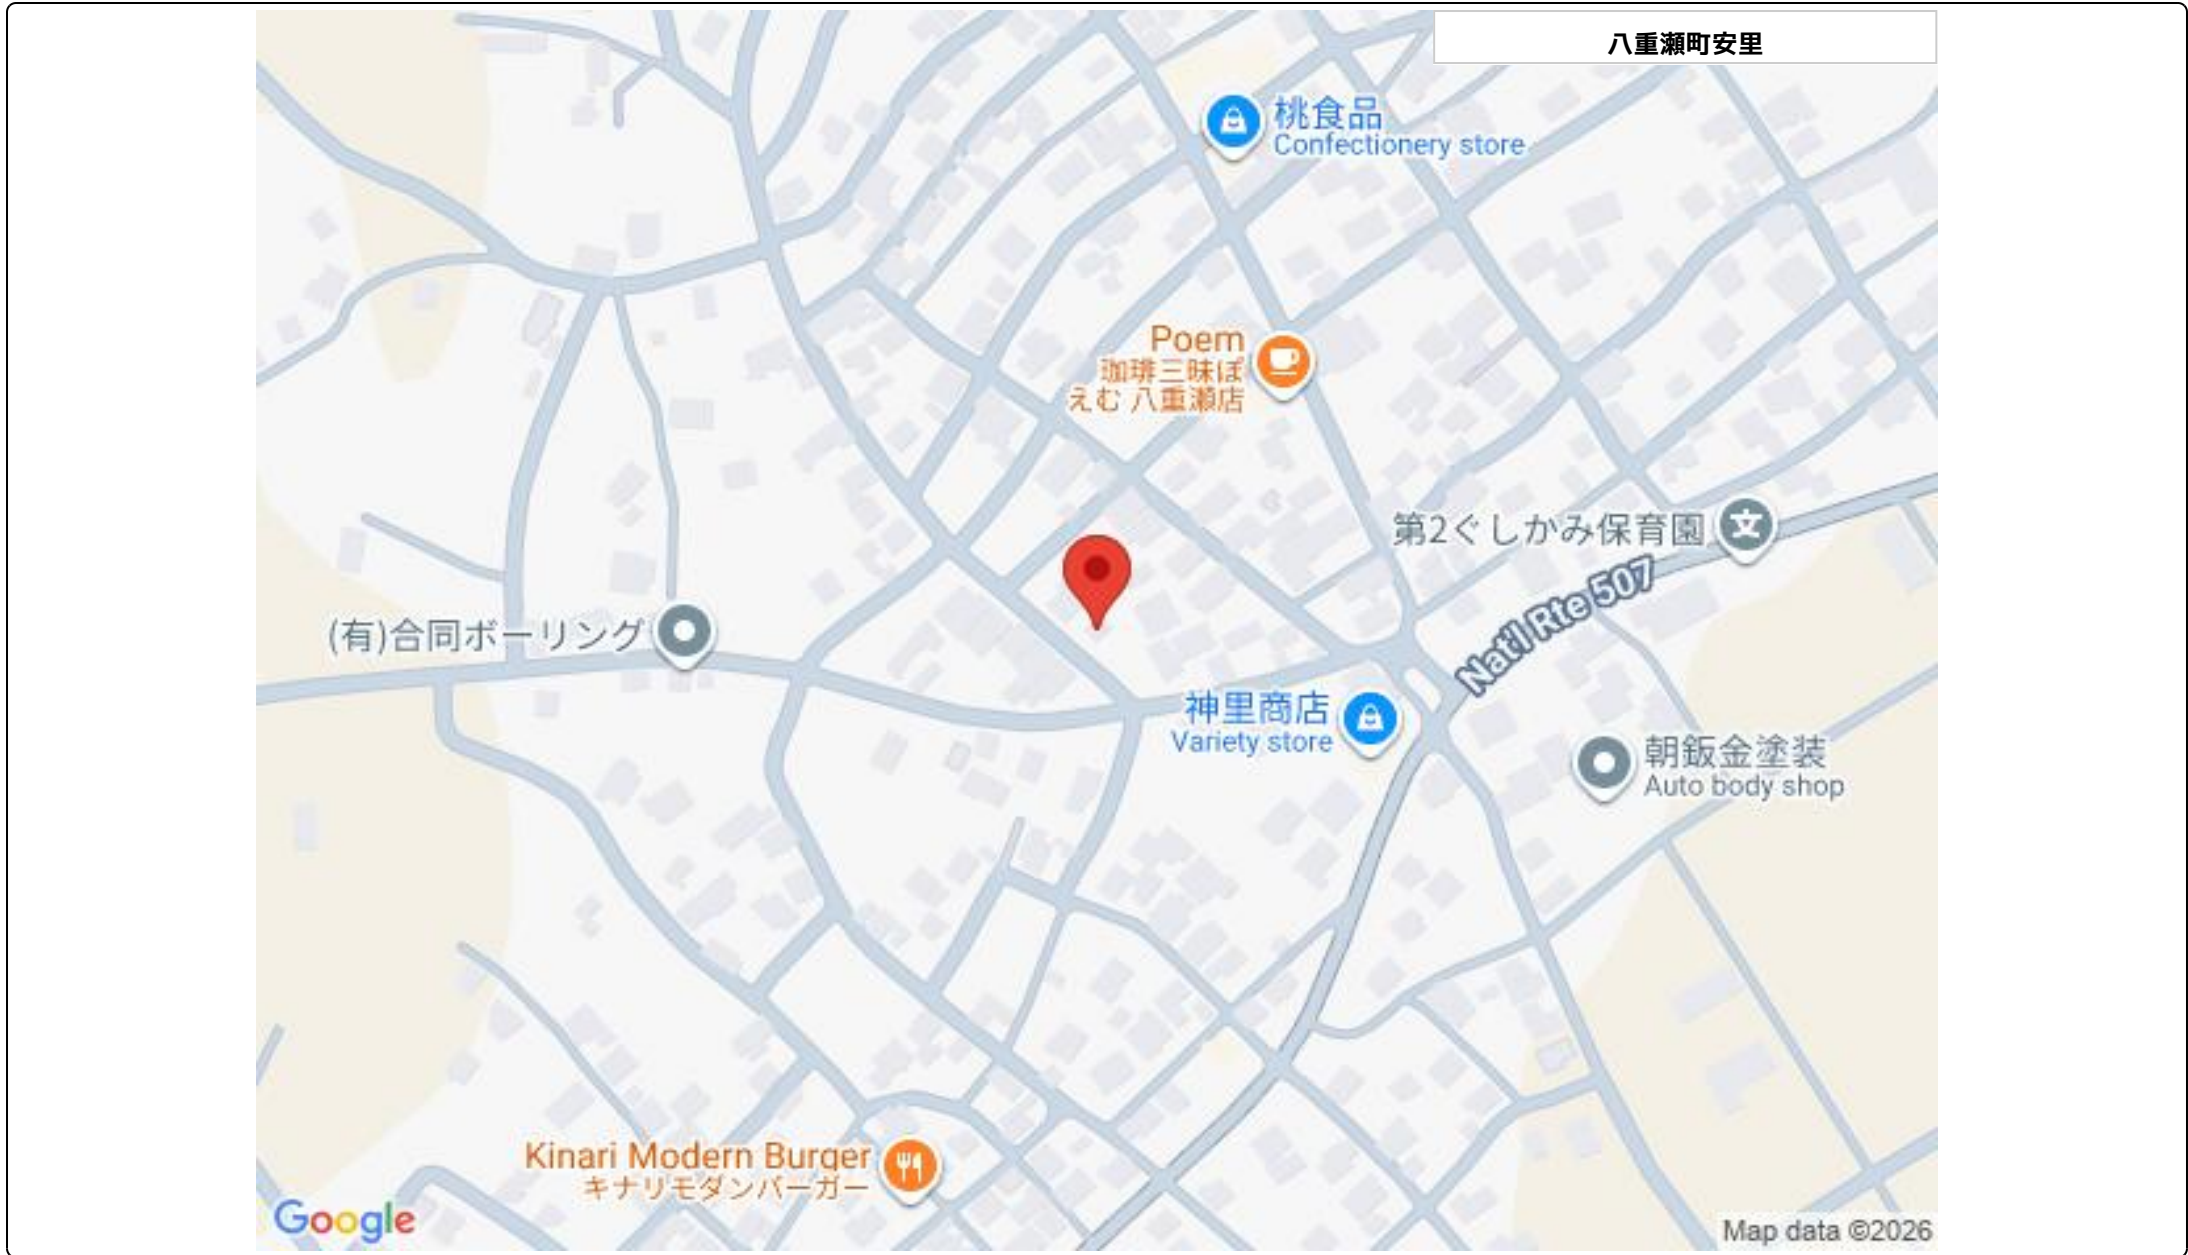 八重瀬町安里
桃食品
Confectionery store
Poem
珈琲三昧ぽ
えむ 八重瀬店
第2ぐしかみ保育園
Nat'l Rte 507
(有)合同ボーリング
神里商店
Variety store
朝鈑金塗装
Auto body shop
Kinari Modern Burger
キナリモダンバーガー
Google
Map data ©2026